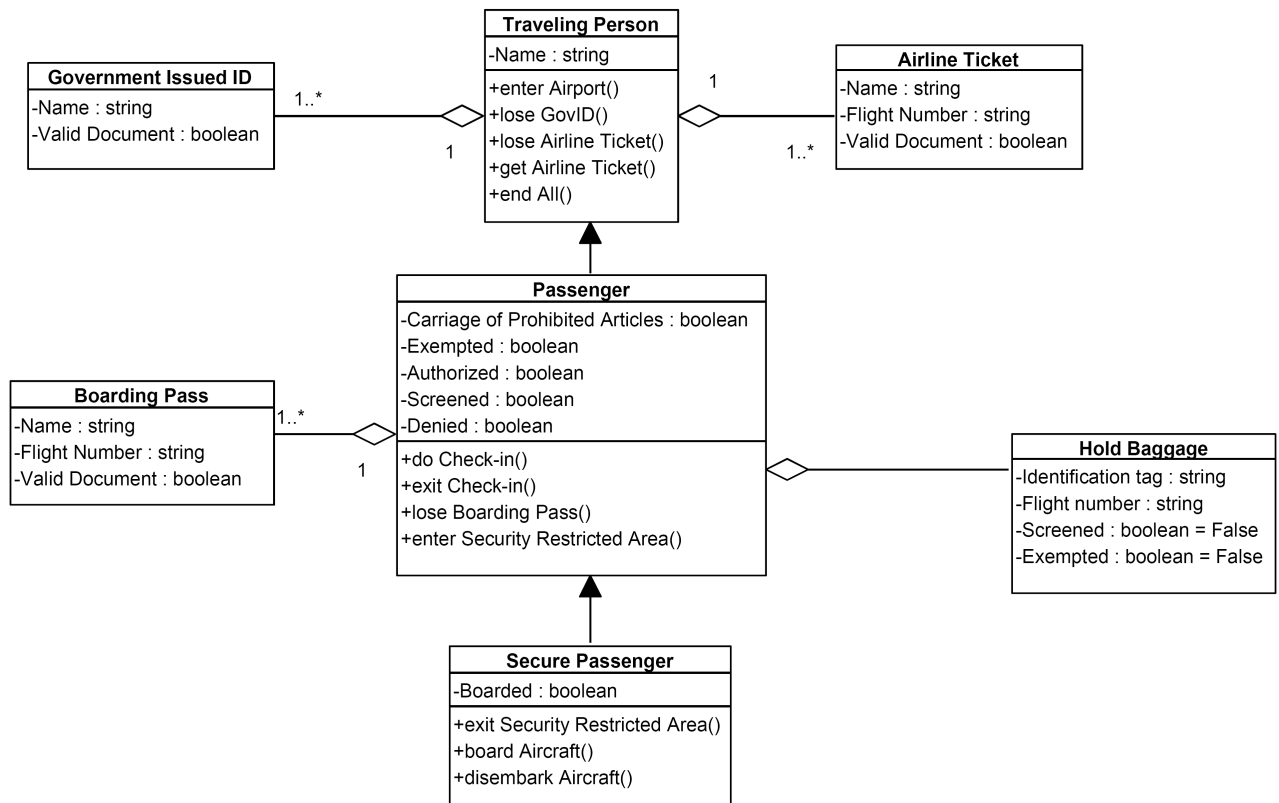 Traveling Person
-Name : string
+enter Airport()
+lose GovID()
+lose Airline Ticket()
+get Airline Ticket()
+end All()
Government Issued ID
-Name : string
-Valid Document : boolean
1..*
1
Airline Ticket
-Name : string
-Flight Number : string
-Valid Document : boolean
1
1..*
Passenger
-Carriage of Prohibited Articles : boolean
-Exempted : boolean
-Authorized : boolean
-Screened : boolean
-Denied : boolean
+do Check-in()
+exit Check-in()
+lose Boarding Pass()
+enter Security Restricted Area()
Boarding Pass
-Name : string
-Flight Number : string
-Valid Document : boolean
1..*
1
Hold Baggage
-Identification tag : string
-Flight number : string
-Screened : boolean = False
-Exempted : boolean = False
Secure Passenger
-Boarded : boolean
+exit Security Restricted Area()
+board Aircraft()
+disembark Aircraft()